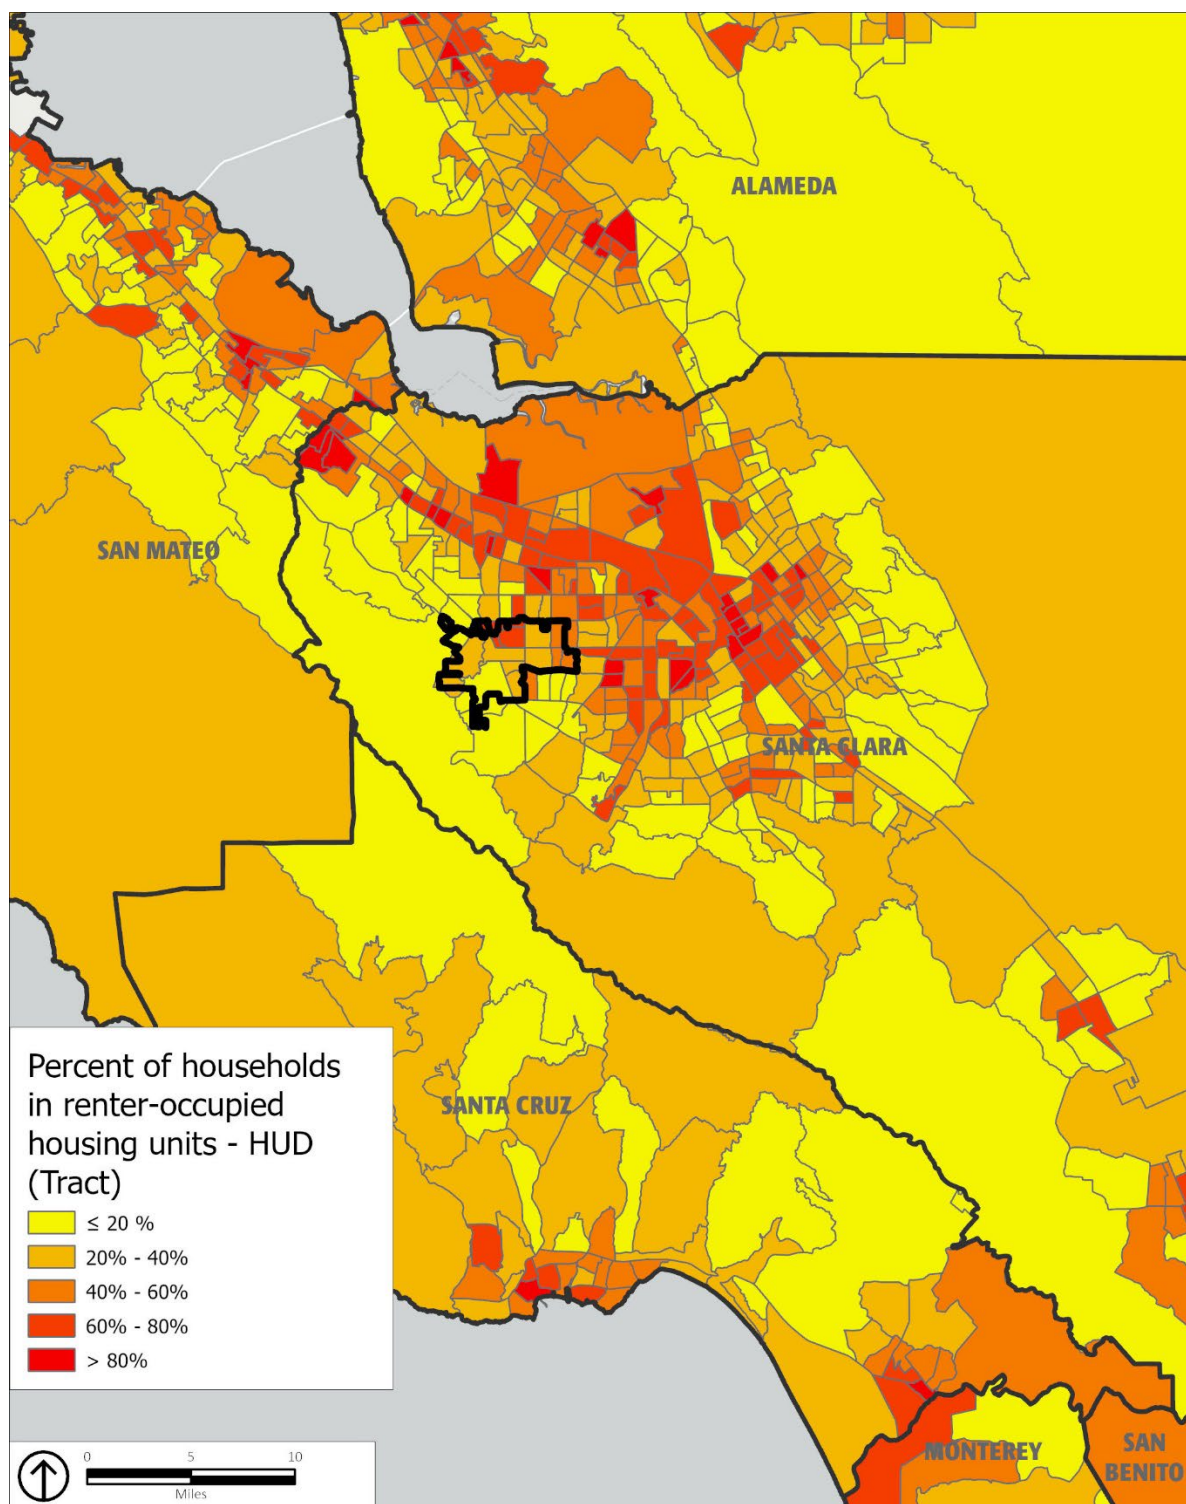 ALAMEDA
SAN MATEO
SANTA CLARA
SANTA CRUZ
Percent of households
in renter-occupied
housing units - HUD
(Tract)
≤ 20 %
20% - 40%
40% - 60%
60% - 80%
> 80%
MONTEREY
SAN
BENITO
0 5 10
Miles